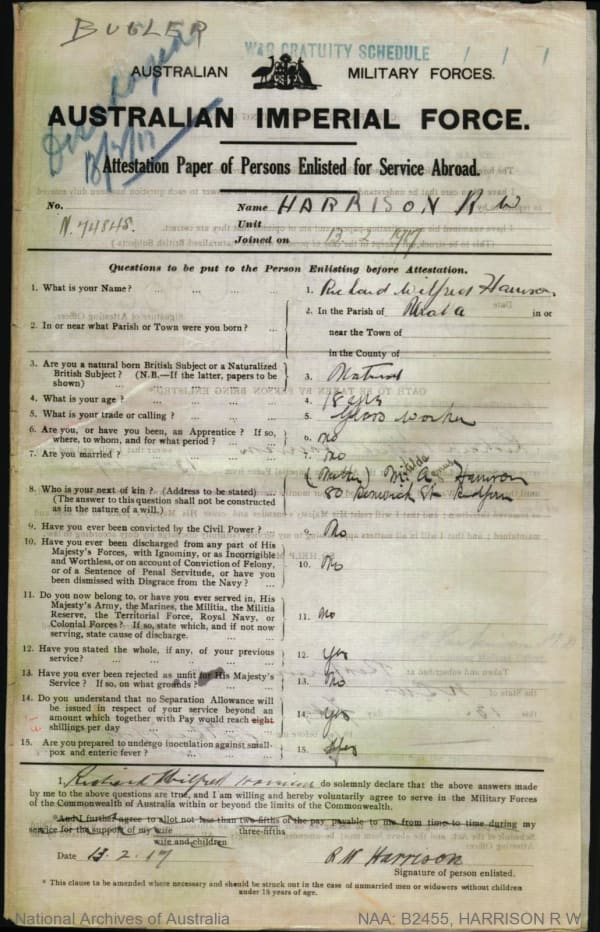 BUGLER
WAR GRATUITY SCHEDULE 1 1 1
AUSTRALIAN MILITARY FORCES.
AUSTRALIAN IMPERIAL FORCE.
Attestation Paper of Persons Enlisted for Service Abroad.
No. N. 74848. Name HARRISON R W
Unit
Joined on 13.2.1917
Questions to be put to the Person Enlisting before Attestation.
1. What is your Name? ... ... ... 1. Richard Wilfred Harrison
2. In or near what Parish or Town were you born? ... 2. In the Parish of in or
near the Town of
in the County of
3. Are you a natural born British Subject or a Naturalized
British Subject? (N.B.—If the latter, papers to be
shown) ... ... ... 3. Natural
4. What is your age? ... ... ... 4. 18
5. What is your trade or calling? ... ... 5. Glass Worker
6. Are you, or have you been, an Apprentice? If so,
where, to whom, and for what period? ... 6. no
7. Are you married? ... ... ... 7. no
8. Who is your next of kin? (Address to be stated) ...
(The answer to this question shall not be constructed
as in the nature of a will.) 8. (Mother) M. A. Harrison
80 St Redfern
9. Have you ever been convicted by the Civil Power? ... 9. No
10. Have you ever been discharged from any part of His
Majesty's Forces, with Ignominy, or as Incorrigible
and Worthless, or on account of Conviction of Felony,
or of a Sentence of Penal Servitude, or have you
been dismissed with Disgrace from the Navy? ... 10. No
11. Do you now belong to, or have you ever served in, His
Majesty's Army, the Marines, the Militia, the Militia
Reserve, the Territorial Force, Royal Navy, or
Colonial Forces? If so, state which, and if not now
serving, state cause of discharge. 11. no
12. Have you stated the whole, if any, of your previous
service? ... ... ... 12. yes
13. Have you ever been rejected as unfit for His Majesty's
Service? If so, on what grounds? ... 13. No
14. Do you understand that no Separation Allowance will
be issued in respect of your service beyond an
amount which together with Pay would reach eight
shillings per day 14. yes
15. Are you prepared to undergo inoculation against small-
pox and enteric fever? ... ... 15. Yes
I, Richard Wilfred Harrison do solemnly declare that the above answers made
by me to the above questions are true, and I am willing and hereby voluntarily agree to serve in the Military Forces
of the Commonwealth of Australia within or beyond the limits of the Commonwealth.
*And I further agree to allot not less than two-fifths of the pay payable to me from time to time during my
service for the support of my wife three-fifths
wife and children
Date 13.2.17 R W Harrison
Signature of person enlisted.
* This clause to be amended where necessary and should be struck out in the case of unmarried men or widowers without children
under 18 years of age.
National Archives of Australia NAA: B2455, HARRISON R W